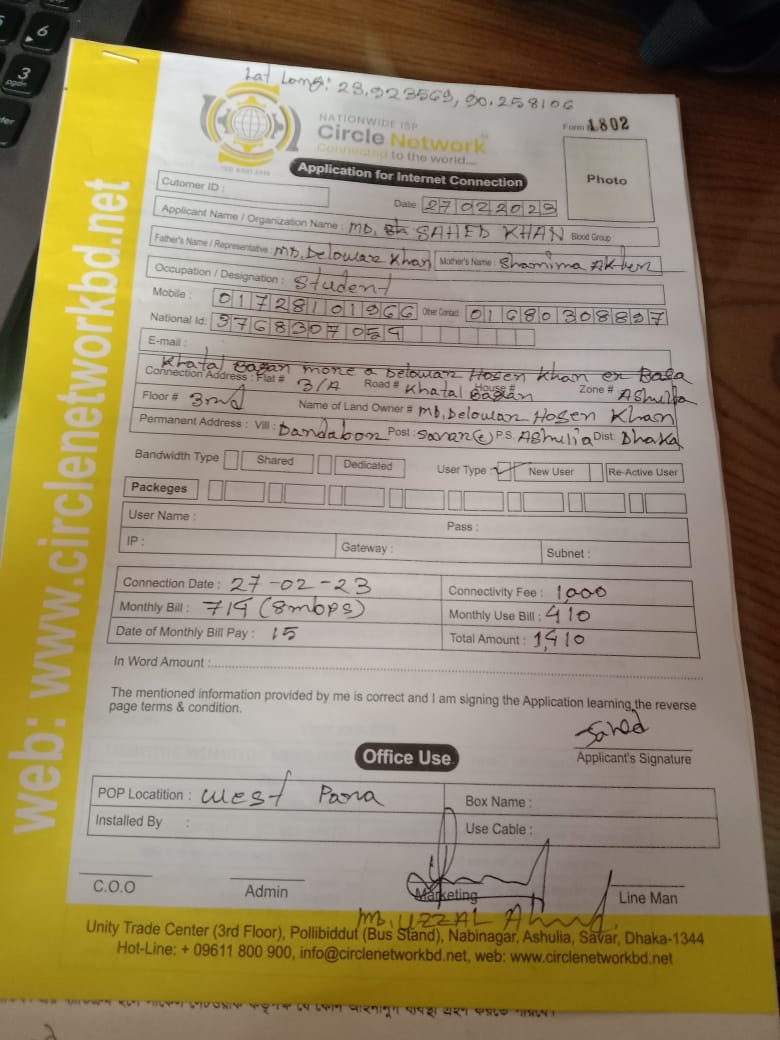 Lat Long: 23.923569, 90.258106
NATIONWIDE ISP
Circle Network
Connected to the world....
Form 1802
Photo
Application for Internet Connection
Cutomer ID :
Date 27022023
Applicant Name / Organization Name : MD. SAHED KHAN Blood Group
Father's Name / Representative : MD. Delowar Khan Mother's Name Shamima Akter
Occupation / Designation : Student
Mobile : 01728101966 Other Contact 01680308897
National Id: 3768307059
E-mail :
Khatal Bagan mone a Delowar Hosen Khan er Basa
Connection Address : Flat # 3/A Road # Khatal Bagan House # Zone # Ashulia
Floor # 3rd Name of Land Owner # MD. Delowar Hosen Khan
Permanent Address : Vill : Dandabor Post : P.S. Ashulia Dist: Dhaka
Bandwidth Type Shared Dedicated User Type New User Re-Active User
Packeges
User Name : Pass :
IP : Gateway : Subnet :
Connection Date : 27-02-23 Connectivity Fee : 1,000
Monthly Bill : 714 (8mbps) Monthly Use Bill : 410
Date of Monthly Bill Pay : 15 Total Amount : 1,410
In Word Amount :
The mentioned information provided by me is correct and I am signing the Application learning the reverse
page terms & condition.
Sahed
Applicant's Signature
Office Use
POP Locatition : West Para Box Name :
Installed By : Use Cable :
C.O.O Admin Marketing Line Man
MD. UZZAL Ahmed
Unity Trade Center (3rd Floor), Pollibiddut (Bus Stand), Nabinagar, Ashulia, Savar, Dhaka-1344
Hot-Line: + 09611 800 900, info@circlenetworkbd.net, web: www.circlenetworkbd.net
web: www.circlenetworkbd.net